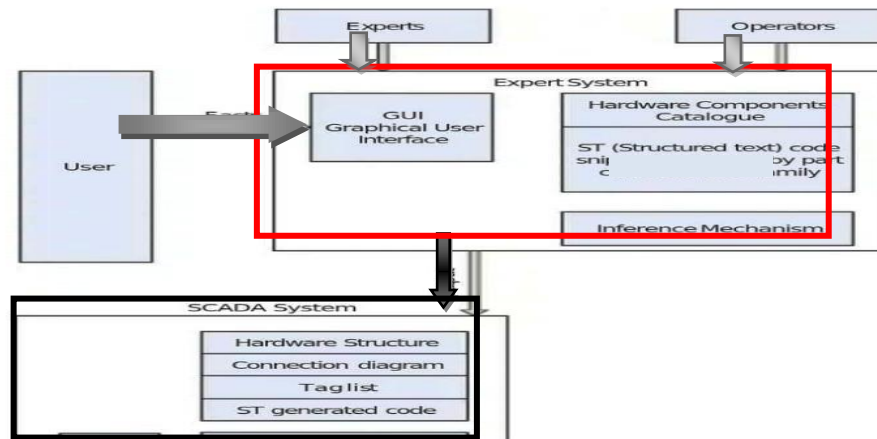 Experts
Operators
Expert System
User
GUI
Graphical User
Interface
Hardware Components
Catalogue
ST (Structured text) code
by part
Inference Mechanism
SCADA System
Hardware Structure
Connection diagram
Tag list
ST generated code